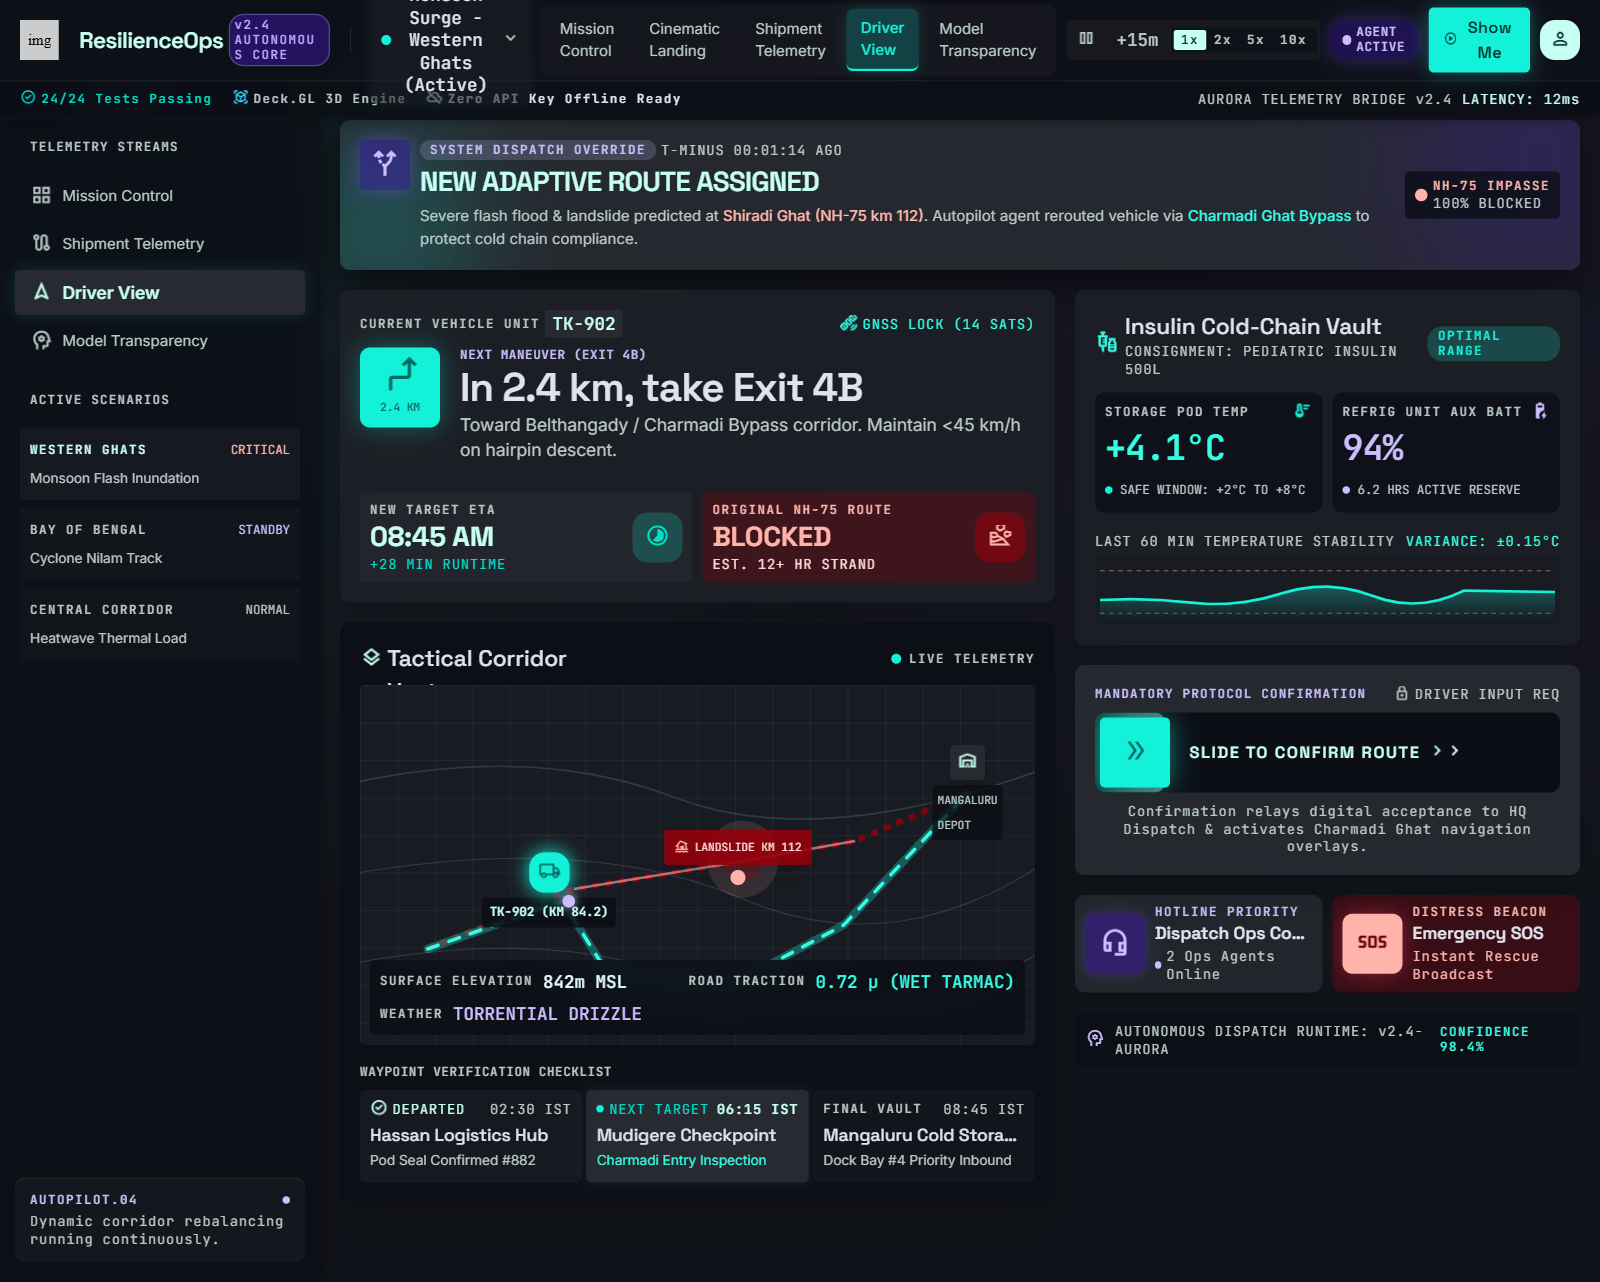 img
ResilienceOps
v2.4
AUTONOMOU
S CORE
Surge -
Western
Ghats
(Active)
Mission
Control
Cinematic
Landing
Shipment
Telemetry
Driver
View
Model
Transparency
+15m
1x 2x 5x 10x
AGENT
ACTIVE
Show
Me
24/24 Tests Passing
Deck.GL 3D Engine
Zero API Key Offline Ready
AURORA TELEMETRY BRIDGE v2.4 LATENCY: 12ms
TELEMETRY STREAMS
Mission Control
Shipment Telemetry
Driver View
Model Transparency
ACTIVE SCENARIOS
WESTERN GHATS CRITICAL
Monsoon Flash Inundation
BAY OF BENGAL STANDBY
Cyclone Nilam Track
CENTRAL CORRIDOR NORMAL
Heatwave Thermal Load
AUTOPILOT.04
Dynamic corridor rebalancing
running continuously.
SYSTEM DISPATCH OVERRIDE T-MINUS 00:01:14 AGO
NEW ADAPTIVE ROUTE ASSIGNED
Severe flash flood & landslide predicted at Shiradi Ghat (NH-75 km 112). Autopilot agent rerouted vehicle via Charmadi Ghat Bypass to
protect cold chain compliance.
NH-75 IMPASSE
100% BLOCKED
CURRENT VEHICLE UNIT TK-902
GNSS LOCK (14 SATS)
2.4 KM
NEXT MANEUVER (EXIT 4B)
In 2.4 km, take Exit 4B
Toward Belthangady / Charmadi Bypass corridor. Maintain <45 km/h
on hairpin descent.
NEW TARGET ETA
08:45 AM
+28 MIN RUNTIME
ORIGINAL NH-75 ROUTE
BLOCKED
EST. 12+ HR STRAND
Tactical Corridor
LIVE TELEMETRY
MANGALURU
DEPOT
LANDSLIDE KM 112
TK-902 (KM 84.2)
SURFACE ELEVATION 842m MSL
ROAD TRACTION 0.72 μ (WET TARMAC)
WEATHER TORRENTIAL DRIZZLE
WAYPOINT VERIFICATION CHECKLIST
DEPARTED 02:30 IST
Hassan Logistics Hub
Pod Seal Confirmed #882
NEXT TARGET 06:15 IST
Mudigere Checkpoint
Charmadi Entry Inspection
FINAL VAULT 08:45 IST
Mangaluru Cold Stora...
Dock Bay #4 Priority Inbound
Insulin Cold-Chain Vault
CONSIGNMENT: PEDIATRIC INSULIN
500L
OPTIMAL
RANGE
STORAGE POD TEMP
+4.1°C
SAFE WINDOW: +2°C TO +8°C
REFRIG UNIT AUX BATT
94%
6.2 HRS ACTIVE RESERVE
LAST 60 MIN TEMPERATURE STABILITY VARIANCE: ±0.15°C
MANDATORY PROTOCOL CONFIRMATION
DRIVER INPUT REQ
SLIDE TO CONFIRM ROUTE
Confirmation relays digital acceptance to HQ
Dispatch & activates Charmadi Ghat navigation
overlays.
HOTLINE PRIORITY
Dispatch Ops Co...
2 Ops Agents
Online
SOS
DISTRESS BEACON
Emergency SOS
Instant Rescue
Broadcast
AUTONOMOUS DISPATCH RUNTIME: v2.4-
AURORA
CONFIDENCE
98.4%